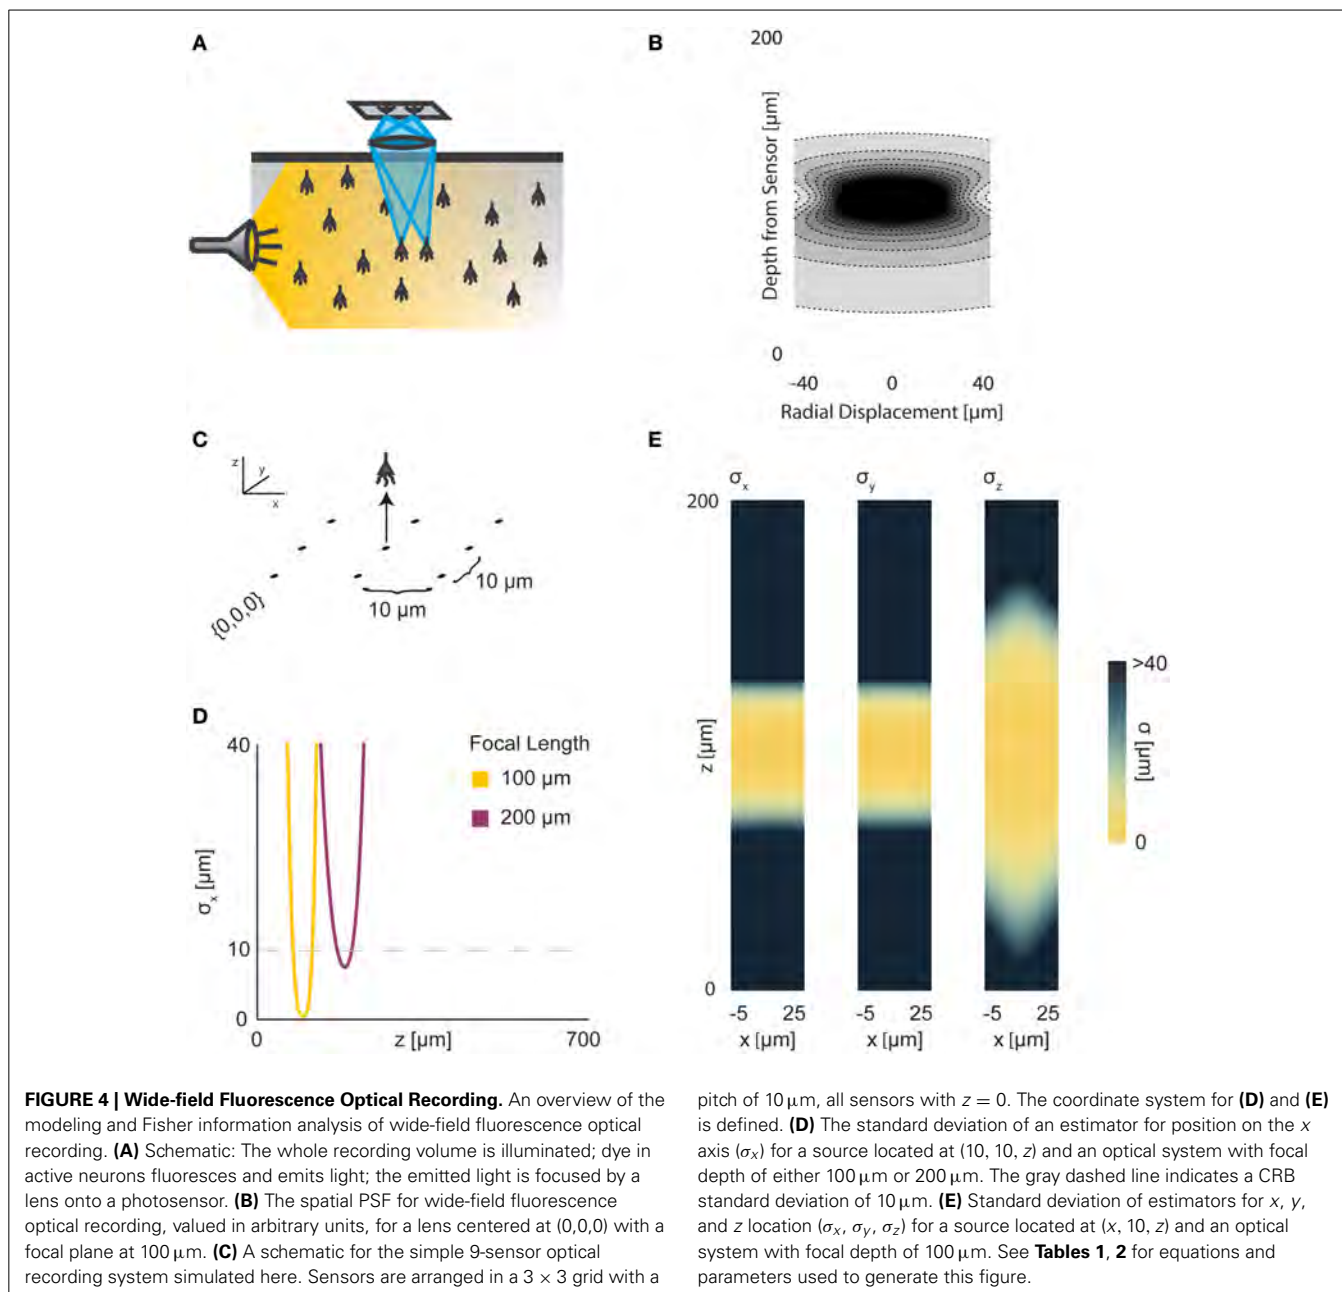 A
B
200
Depth from Sensor [µm]
0
-40 0 40
Radial Displacement [µm]
C
z
y
x
{0,0,0}
10 µm
10 µm
D
40
σx [µm]
10
0
0 z [µm] 700
Focal Length
100 µm
200 µm
E
σx σy σz
200
z [µm]
0
-5 25 -5 25 -5 25
x [µm] x [µm] x [µm]
>40
σ [µm]
0
FIGURE 4 | Wide-field Fluorescence Optical Recording. An overview of the
modeling and Fisher information analysis of wide-field fluorescence optical
recording. (A) Schematic: The whole recording volume is illuminated; dye in
active neurons fluoresces and emits light; the emitted light is focused by a
lens onto a photosensor. (B) The spatial PSF for wide-field fluorescence
optical recording, valued in arbitrary units, for a lens centered at (0,0,0) with a
focal plane at 100 µm. (C) A schematic for the simple 9-sensor optical
recording system simulated here. Sensors are arranged in a 3 × 3 grid with a
pitch of 10 µm, all sensors with z = 0. The coordinate system for (D) and (E)
is defined. (D) The standard deviation of an estimator for position on the x
axis (σx) for a source located at (10, 10, z) and an optical system with focal
depth of either 100 µm or 200 µm. The gray dashed line indicates a CRB
standard deviation of 10 µm. (E) Standard deviation of estimators for x, y,
and z location (σx, σy, σz) for a source located at (x, 10, z) and an optical
system with focal depth of 100 µm. See Tables 1, 2 for equations and
parameters used to generate this figure.